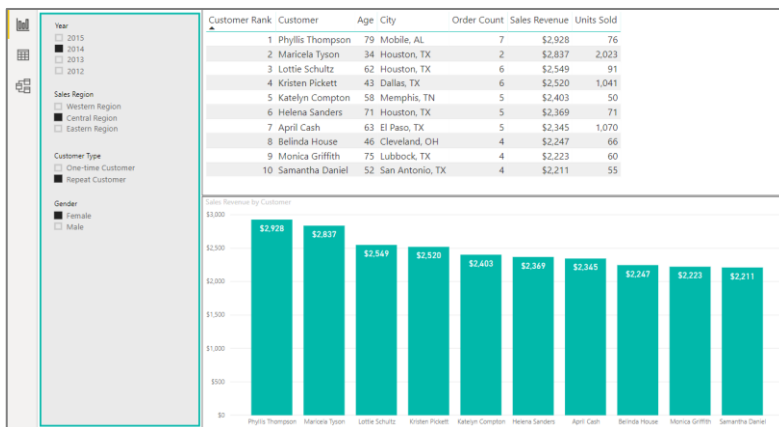 Year
2015
2014
2013
2012
Sales Region
Western Region
Central Region
Eastern Region
Customer Type
One-time Customer
Repeat Customer
Gender
Female
Male
Customer Rank Customer Age City Order Count Sales Revenue Units Sold
1 Phyllis Thompson 79 Mobile, AL 7 $2,928 76
2 Maricela Tyson 34 Houston, TX 2 $2,837 2,023
3 Lottie Schultz 62 Houston, TX 6 $2,549 91
4 Kristen Pickett 43 Dallas, TX 6 $2,520 1,041
5 Katelyn Compton 58 Memphis, TN 5 $2,403 50
6 Helena Sanders 71 Houston, TX 5 $2,369 71
7 April Cash 63 El Paso, TX 5 $2,345 1,070
8 Belinda House 46 Cleveland, OH 4 $2,247 66
9 Monica Griffith 75 Lubbock, TX 4 $2,223 60
10 Samantha Daniel 52 San Antonio, TX 4 $2,211 55
Sales Revenue by Customer
$3,000
$2,928 $2,837 $2,549 $2,520 $2,403 $2,369 $2,345 $2,247 $2,223 $2,211
$2,500
$2,000
$1,500
$1,000
$500
$0
Phyllis Thompson Maricela Tyson Lottie Schultz Kristen Pickett Katelyn Compton Helena Sanders April Cash Belinda House Monica Griffith Samantha Daniel